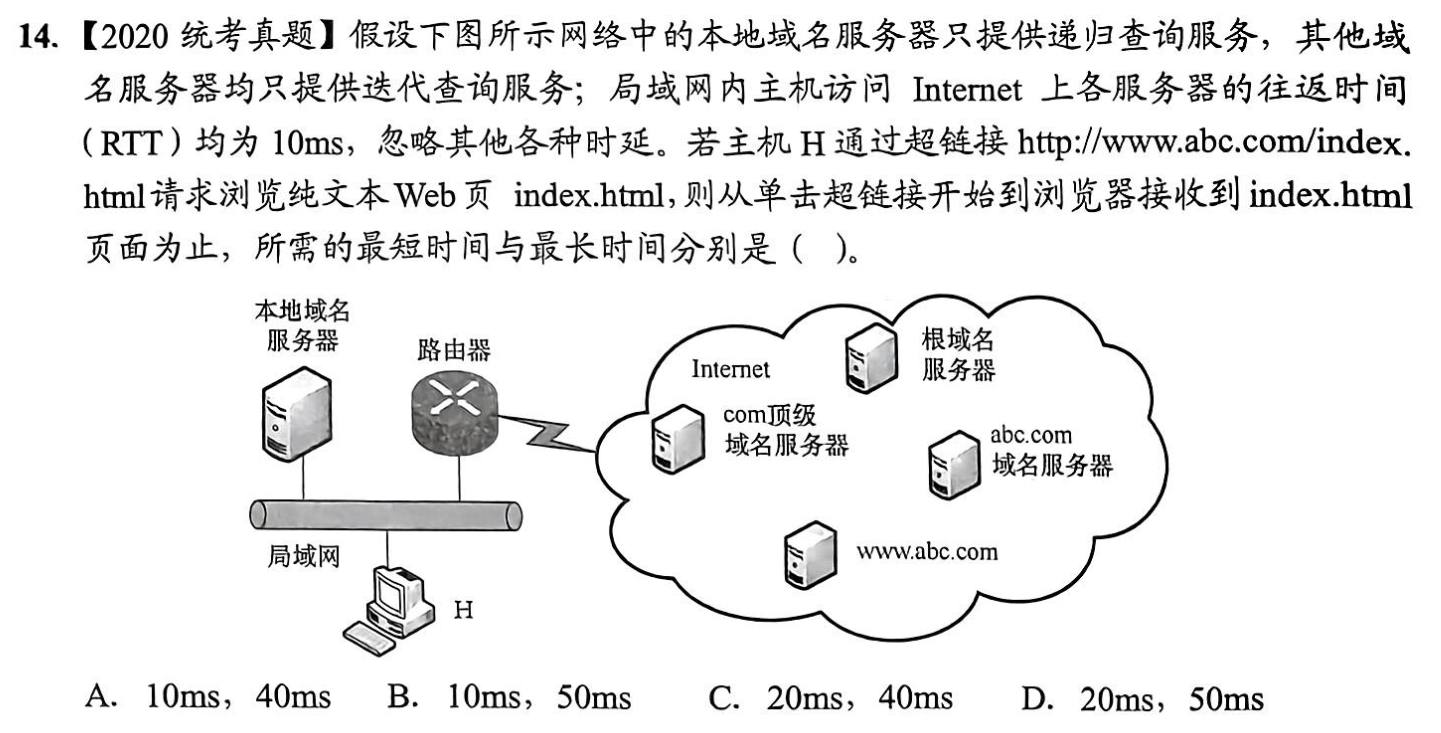 14.【2020 统考真题】假设下图所示网络中的本地域名服务器只提供递归查询服务，其他域
名服务器均只提供迭代查询服务；局域网内主机访问 Internet 上各服务器的往返时间
（RTT）均为 10ms，忽略其他各种时延。若主机 H 通过超链接 http://www.abc.com/index.
html 请求浏览纯文本 Web 页 index.html，则从单击超链接开始到浏览器接收到 index.html
页面为止，所需的最短时间与最长时间分别是（ ）。
本地域名
服务器
路由器
Internet
根域名
服务器
com顶级
域名服务器
abc.com
域名服务器
www.abc.com
局域网
H
A. 10ms，40ms B. 10ms，50ms C. 20ms，40ms D. 20ms，50ms